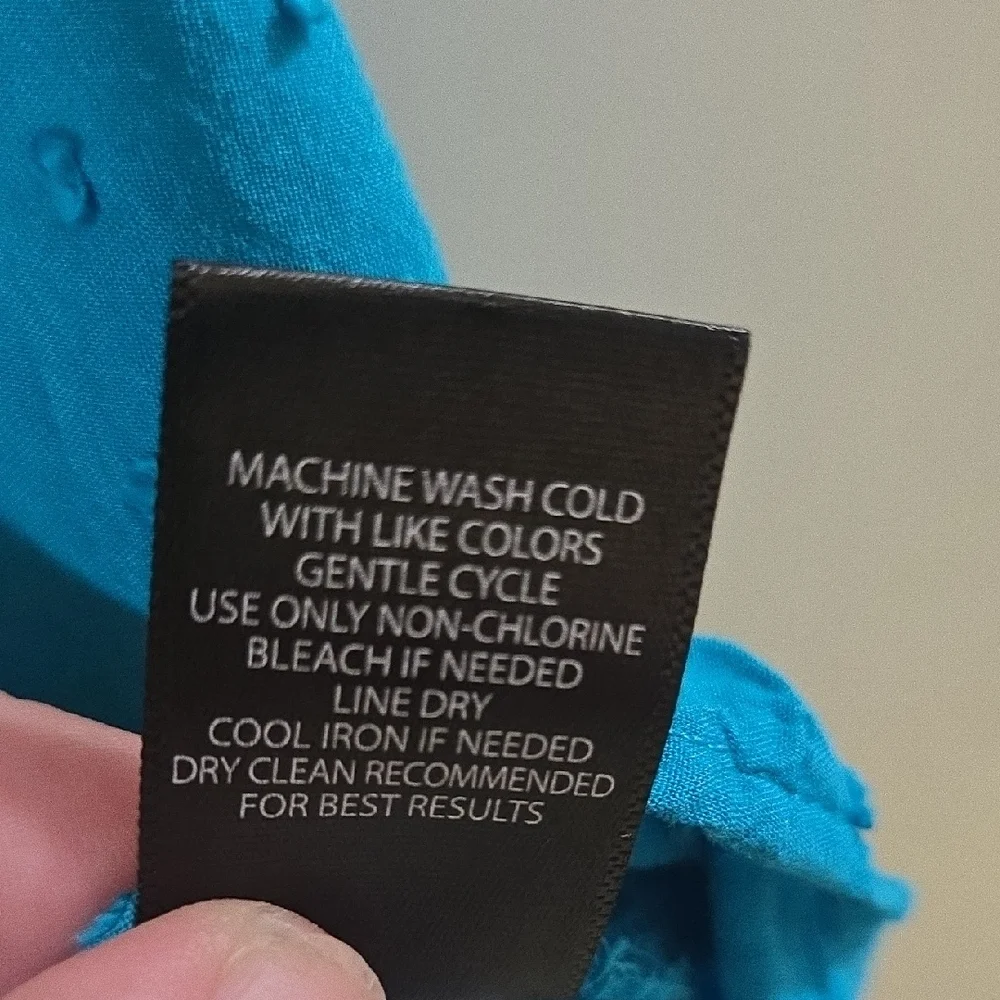 MACHINE WASH COLD
WITH LIKE COLORS
GENTLE CYCLE
USE ONLY NON-CHLORINE
BLEACH IF NEEDED
LINE DRY
COOL IRON IF NEEDED
DRY CLEAN RECOMMENDED
FOR BEST RESULTS